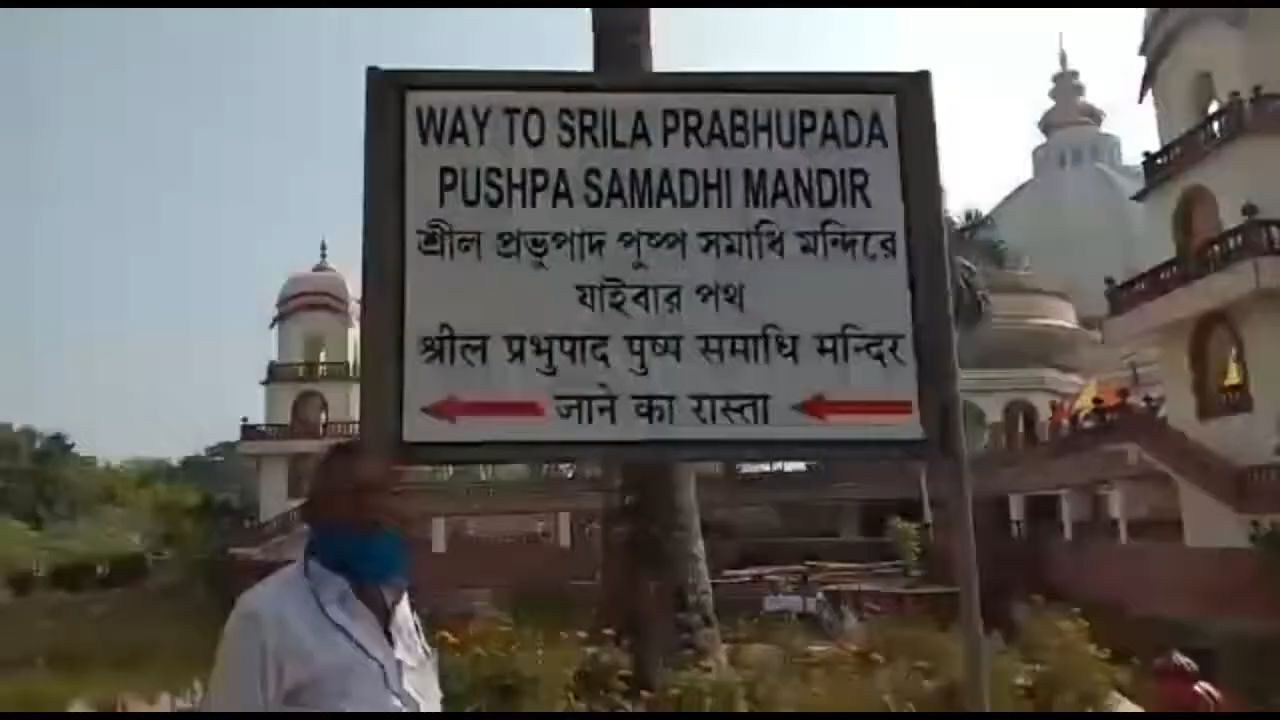 WAY TO SRILA PRABHUPADA
PUSHPA SAMADHI MANDIR
শ্রীল প্রভুপাদ পুষ্প সমাধি মন্দিরে
যাইবার পথ
श्रील प्रभुपाद पुष्प समाधि मन्दिर
जाने का रास्ता